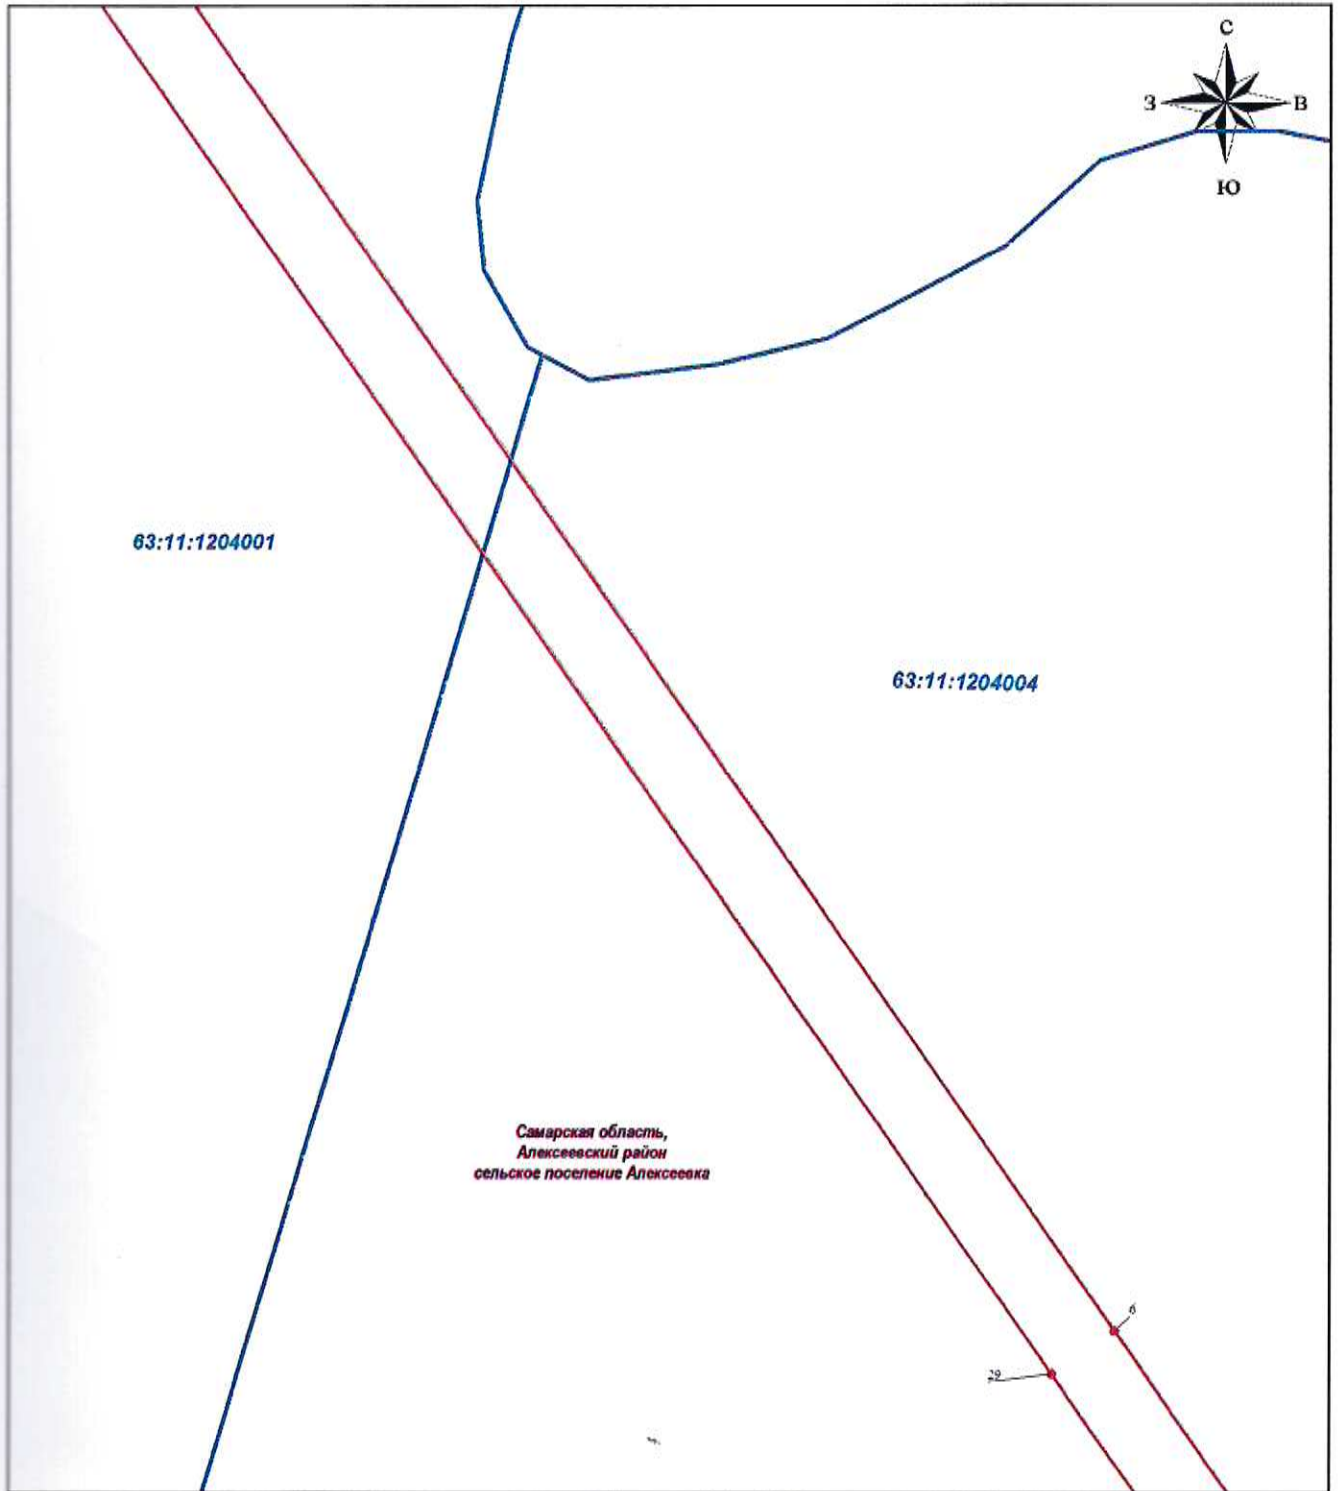 С
З
В
Ю
63:11:1204001
63:11:1204004
Самарская область,
Алексеевский район
сельское поселение Алексеевка
6
29